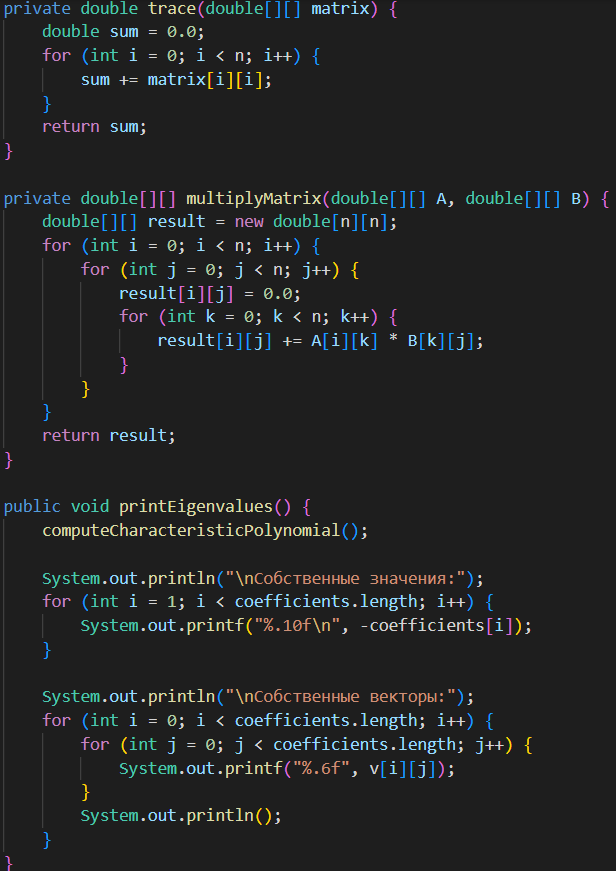 private double trace(double[][] matrix) {
    double sum = 0.0;
    for (int i = 0; i < n; i++) {
        sum += matrix[i][i];
    }
    return sum;
}

private double[][] multiplyMatrix(double[][] A, double[][] B) {
    double[][] result = new double[n][n];
    for (int i = 0; i < n; i++) {
        for (int j = 0; j < n; j++) {
            result[i][j] = 0.0;
            for (int k = 0; k < n; k++) {
                result[i][j] += A[i][k] * B[k][j];
            }
        }
    }
    return result;
}

public void printEigenvalues() {
    computeCharacteristicPolynomial();

    System.out.println("\nСобственные значения:");
    for (int i = 1; i < coefficients.length; i++) {
        System.out.printf("%.10f\n", -coefficients[i]);
    }

    System.out.println("\nСобственные векторы:");
    for (int i = 0; i < coefficients.length; i++) {
        for (int j = 0; j < coefficients.length; j++) {
            System.out.printf("%.6f", v[i][j]);
        }
        System.out.println();
    }
}